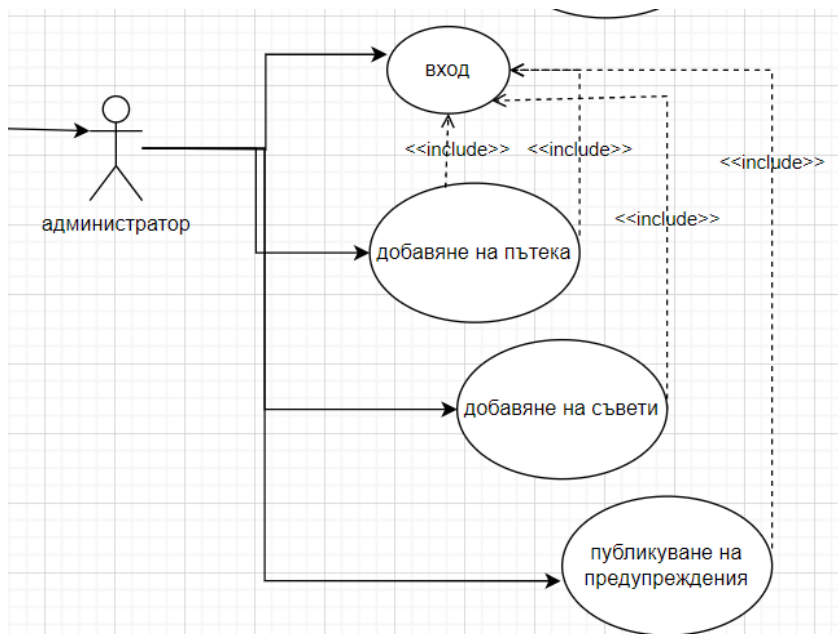 вход
<<include>>
<<include>>
<<include>>
<<include>>
администратор
добавяне на пътека
добавяне на съвети
публикуване на
предупреждения